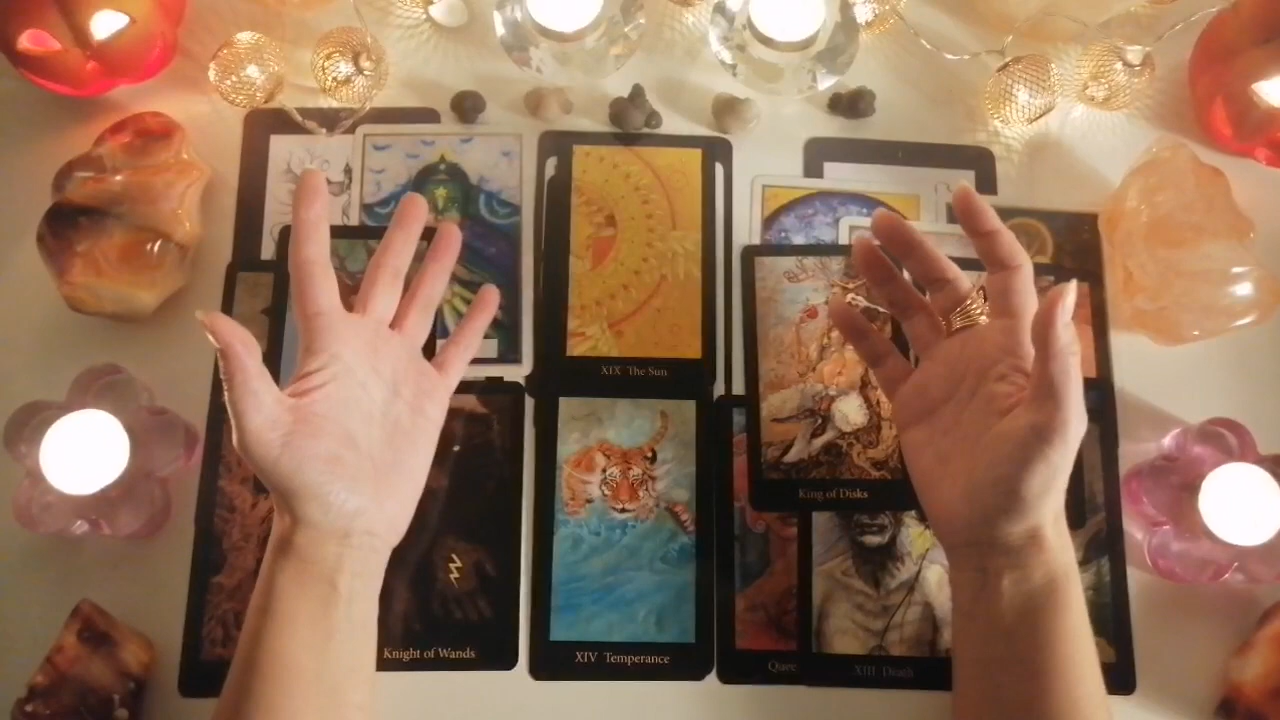 XIX The Sun
King of Disks
Knight of Wands
XIV Temperance
XIII Death